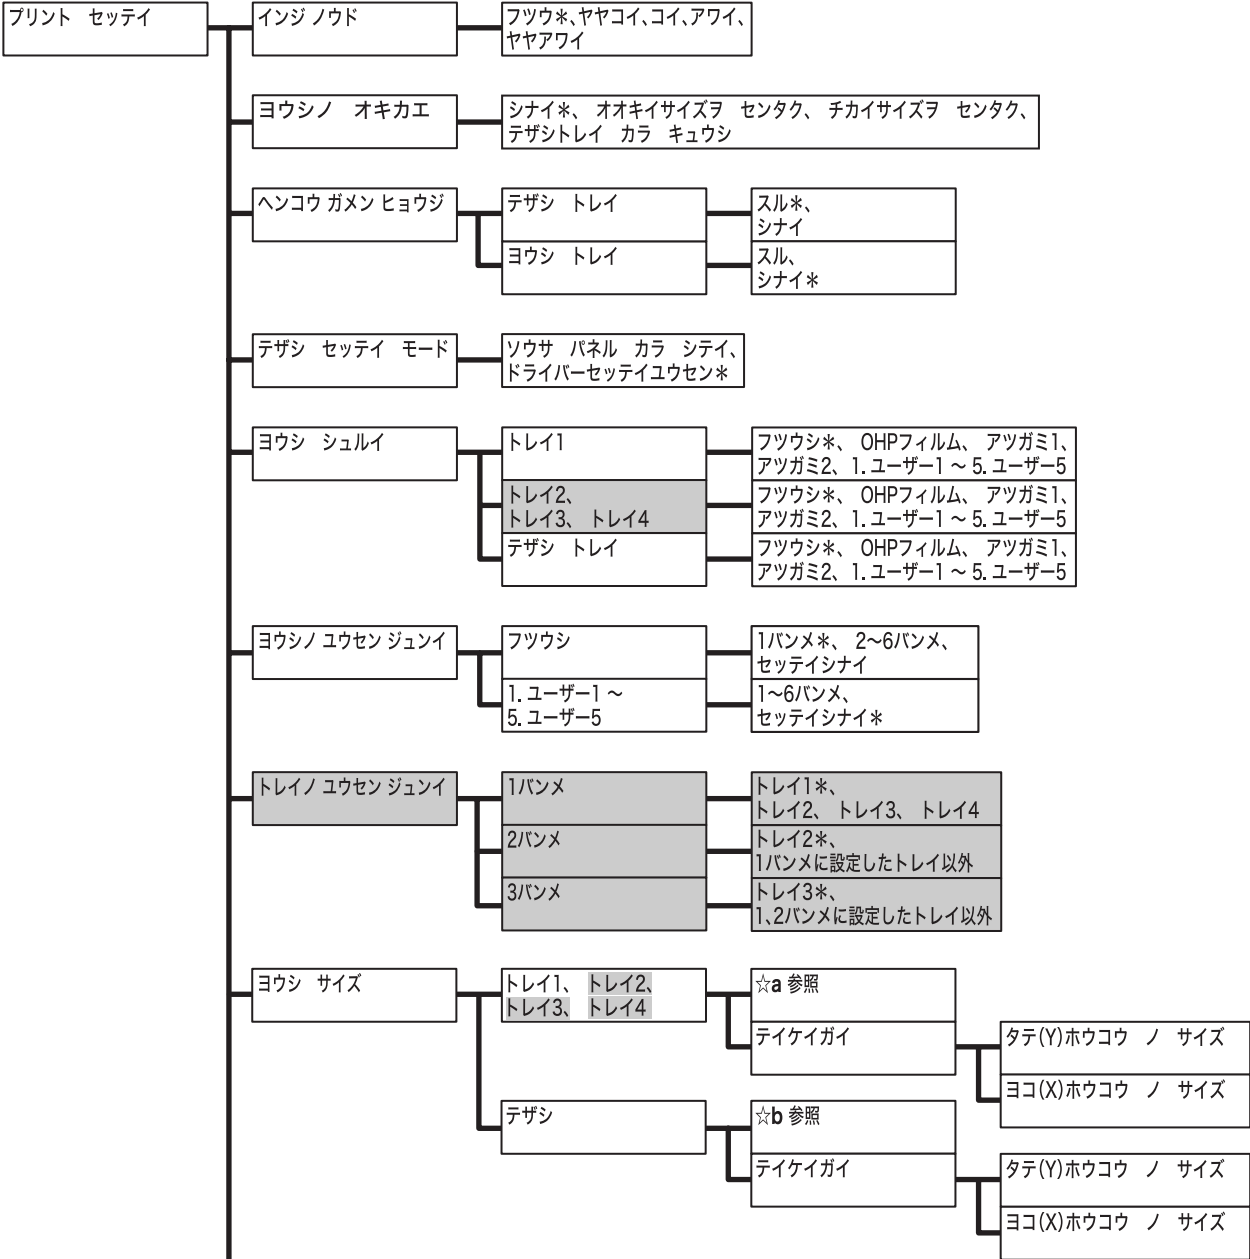 プリント　セッテイ
インジ ノウド
フツウ＊、ヤヤコイ、コイ、アワイ、
ヤヤアワイ
ヨウシノ　オキカエ
シナイ＊、 オオキイサイズヲ　センタク、 チカイサイズヲ　センタク、
テザシトレイ　カラ　キュウシ
ヘンコウ ガメン ヒョウジ
テザシ　トレイ
スル＊、
シナイ
ヨウシ　トレイ
スル、
シナイ＊
テザシ　セッテイ　モード
ソウサ　パネル　カラ　シテイ、
ドライバーセッテイユウセン＊
ヨウシ　シュルイ
トレイ1
フツウシ＊、 OHPフィルム、 アツガミ1、
アツガミ2、 1. ユーザー1 ～ 5. ユーザー5
トレイ2、
トレイ3、 トレイ4
フツウシ＊、 OHPフィルム、 アツガミ1、
アツガミ2、 1. ユーザー1 ～ 5. ユーザー5
テザシ　トレイ
フツウシ＊、 OHPフィルム、 アツガミ1、
アツガミ2、 1. ユーザー1 ～ 5. ユーザー5
ヨウシノ ユウセン ジュンイ
フツウシ
1バンメ＊、 2～6バンメ、
セッテイシナイ
1. ユーザー1 ～
5. ユーザー5
1～6バンメ、
セッテイシナイ＊
トレイノ ユウセン ジュンイ
1バンメ
トレイ1＊、
トレイ2、 トレイ3、 トレイ4
2バンメ
トレイ2＊、
1バンメに設定したトレイ以外
3バンメ
トレイ3＊、
1、2バンメに設定したトレイ以外
ヨウシ　サイズ
トレイ1、 トレイ2、
トレイ3、 トレイ4
☆a 参照
テイケイガイ
タテ(Y)ホウコウ　ノ　サイズ
ヨコ(X)ホウコウ　ノ　サイズ
テザシ
☆b 参照
テイケイガイ
タテ(Y)ホウコウ　ノ　サイズ
ヨコ(X)ホウコウ　ノ　サイズ